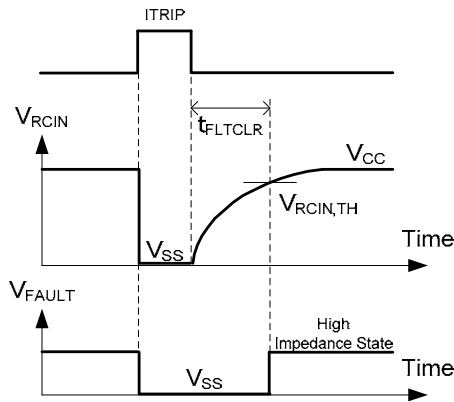 ITRIP
VRCIN
tFLTCLR
VCC
VRCIN,TH
VSS
Time
VFAULT
High
Impedance State
VSS
Time